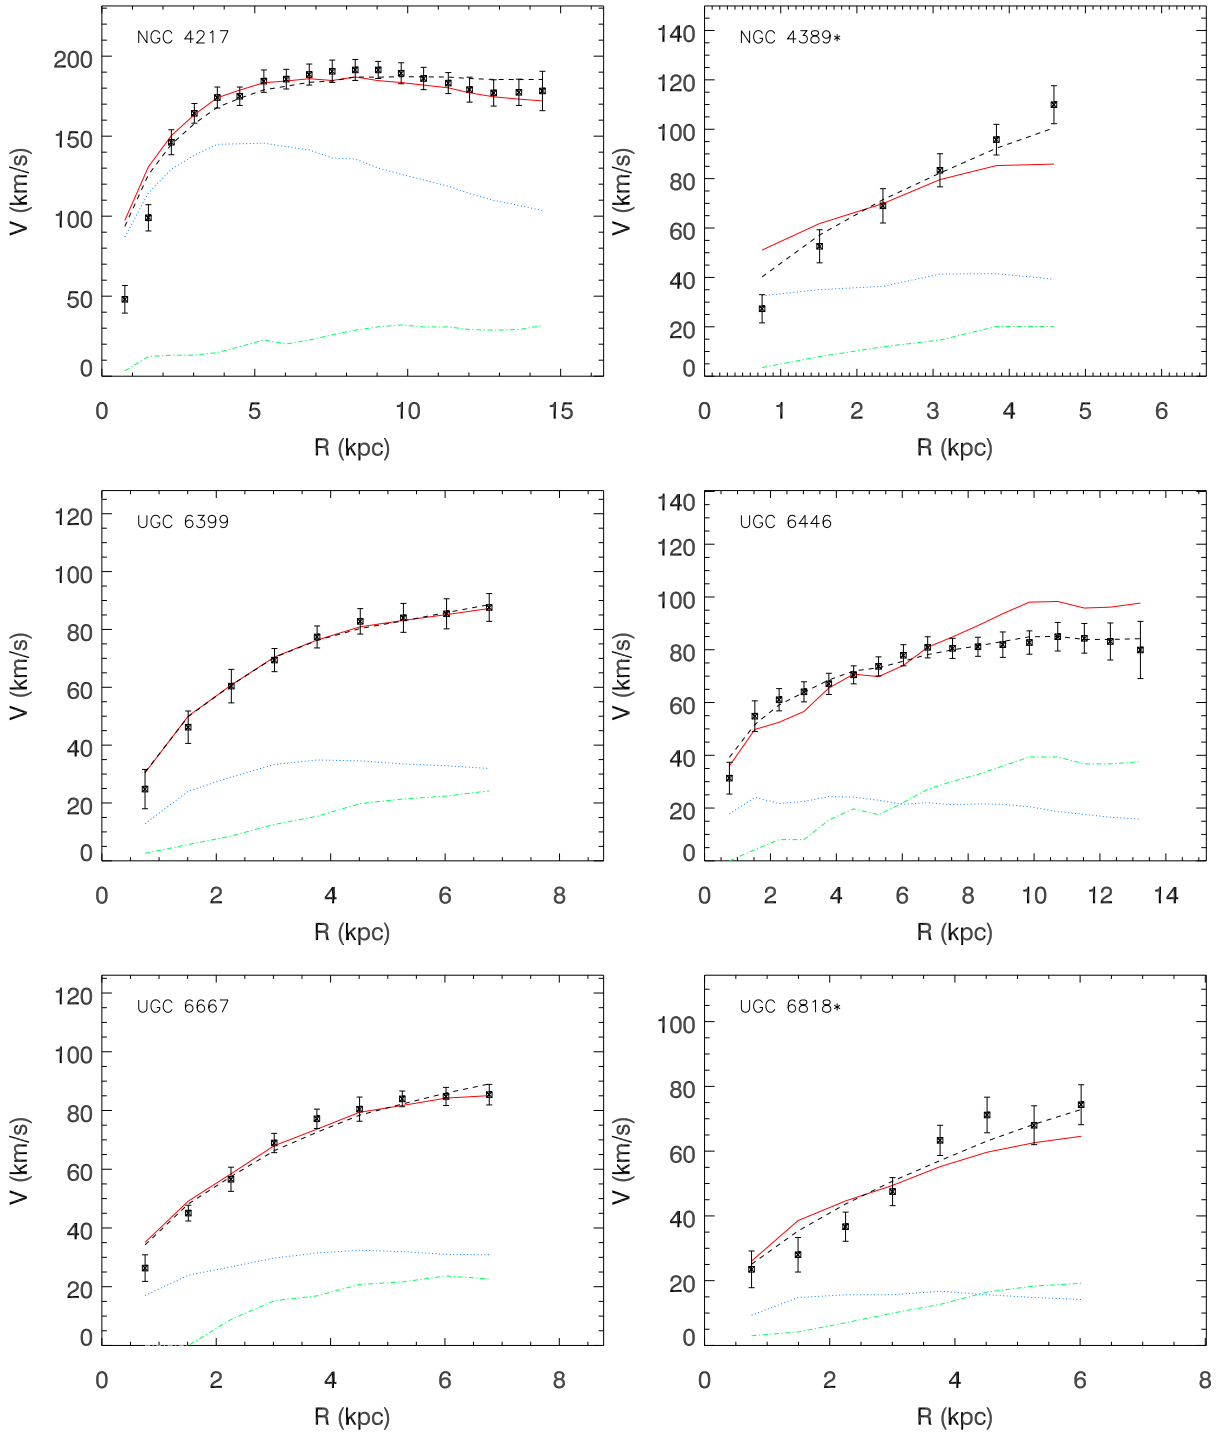 NGC 4217
V (km/s)
200
150
100
50
0
0 5 10 15
R (kpc)
NGC 4389*
V (km/s)
140
120
100
80
60
40
20
0
0 1 2 3 4 5 6
R (kpc)
UGC 6399
V (km/s)
120
100
80
60
40
20
0
0 2 4 6 8
R (kpc)
UGC 6446
V (km/s)
140
120
100
80
60
40
20
0
0 2 4 6 8 10 12 14
R (kpc)
UGC 6667
V (km/s)
120
100
80
60
40
20
0
0 2 4 6 8
R (kpc)
UGC 6818*
V (km/s)
100
80
60
40
20
0
0 2 4 6 8
R (kpc)